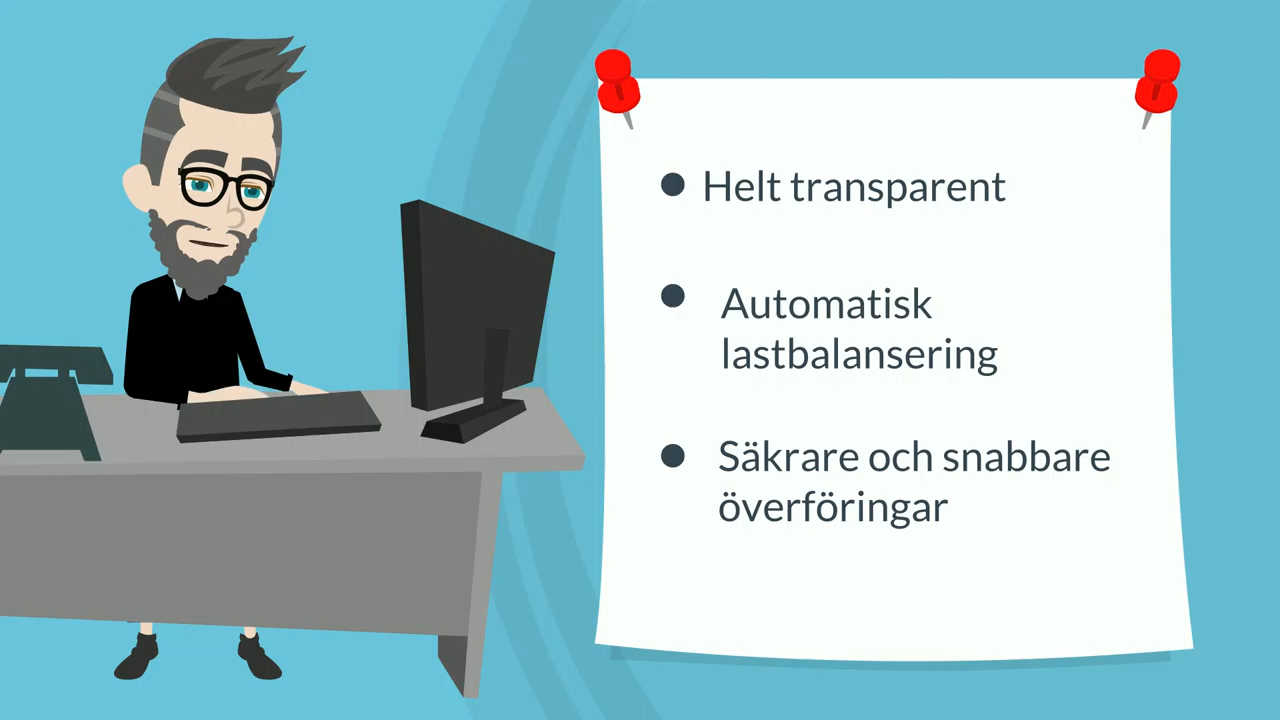 Helt transparent
Automatisk
lastbalansering
Säkrare och snabbare
överföringar